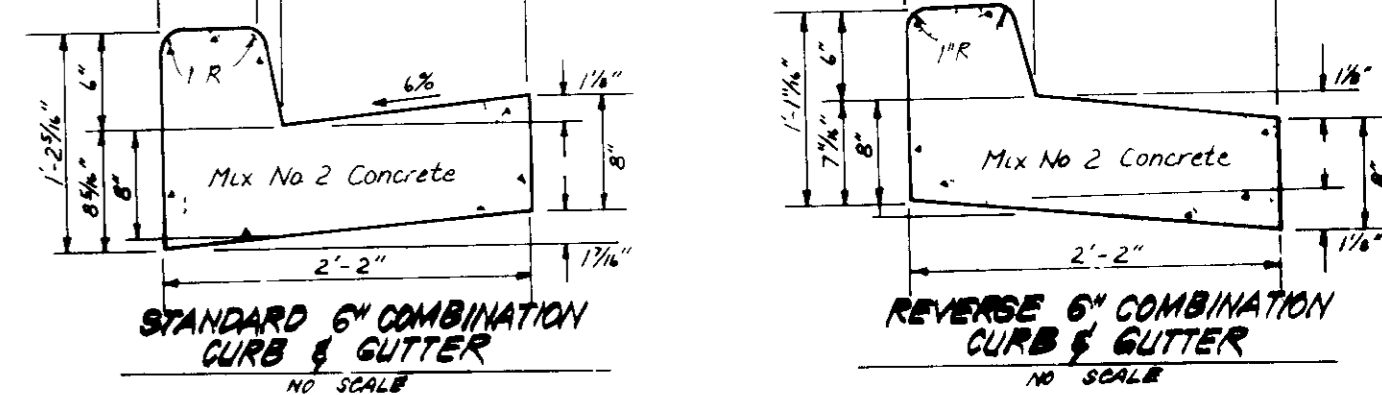 1'-2 5/16"
6"
8 5/16"
8"
1 R
6%
1 1/8"
8"
Mix No 2 Concrete
1 7/16"
2'-2"
STANDARD 6" COMBINATION
CURB & GUTTER
NO SCALE
1'-1 11/16"
6"
7 11/16"
8"
1"R
1 1/8"
8"
Mix No 2 Concrete
1 1/8"
2'-2"
REVERSE 6" COMBINATION
CURB & GUTTER
NO SCALE